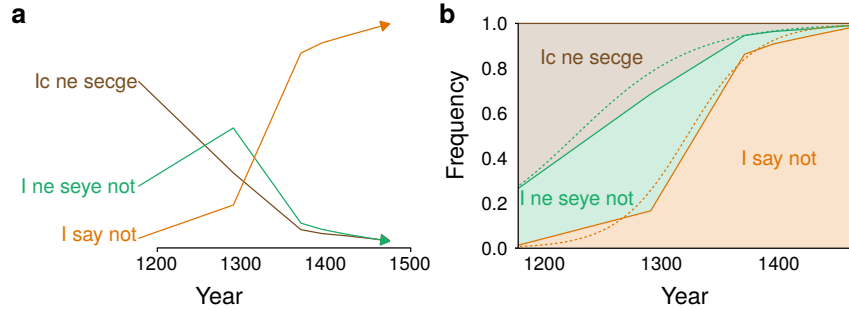 a
Ic ne secge
I ne seye not
I say not
1200 1300 1400 1500
Year
b
Frequency
1.0
0.8
0.6
0.4
0.2
0.0
Ic ne secge
I say not
I ne seye not
1200 1300 1400
Year